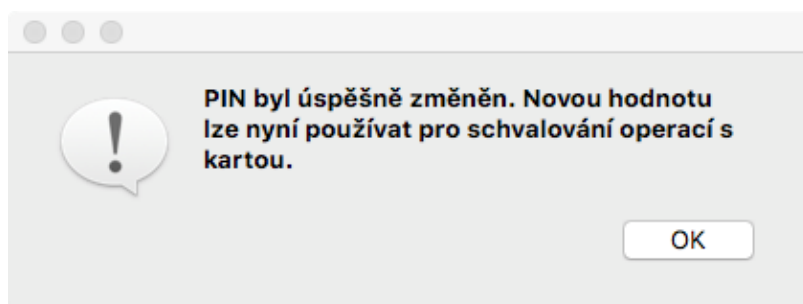 PIN byl úspěšně změněn. Novou hodnotu
lze nyní používat pro schvalování operací s
kartou.
OK